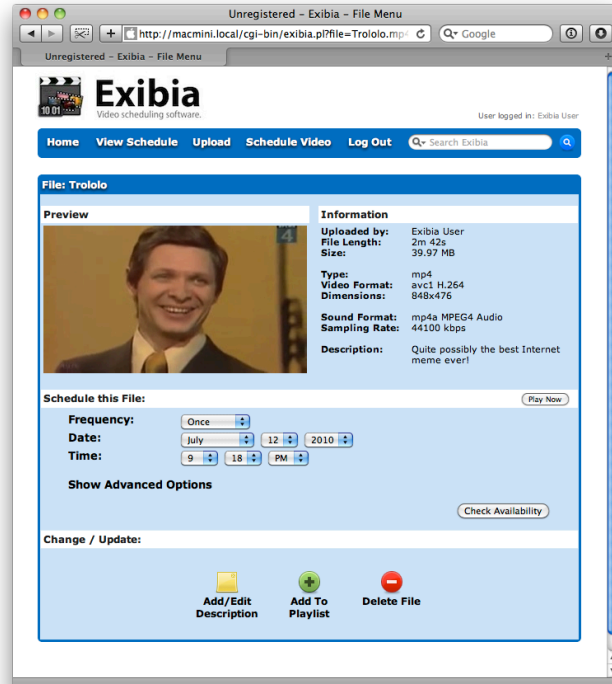 Unregistered – Exibia – File Menu
http://macmini.local/cgi-bin/exibia.pl?file=Trololo.mp4
Google
Unregistered – Exibia – File Menu
10 01
Exibia
Video scheduling software.
User logged in: Exibia User
Home View Schedule Upload Schedule Video Log Out Search Exibia
File: Trololo
Preview
4
Information
Uploaded by: Exibia User
File Length: 2m 42s
Size: 39.97 MB
Type: mp4
Video Format: avc1 H.264
Dimensions: 848x476
Sound Format: mp4a MPEG4 Audio
Sampling Rate: 44100 kbps
Description: Quite possibly the best Internet
meme ever!
Schedule this File:
Play Now
Frequency: Once
Date: July 12 2010
Time: 9 18 PM
Show Advanced Options
Check Availability
Change / Update:
Add/Edit
Description
Add To
Playlist
Delete File